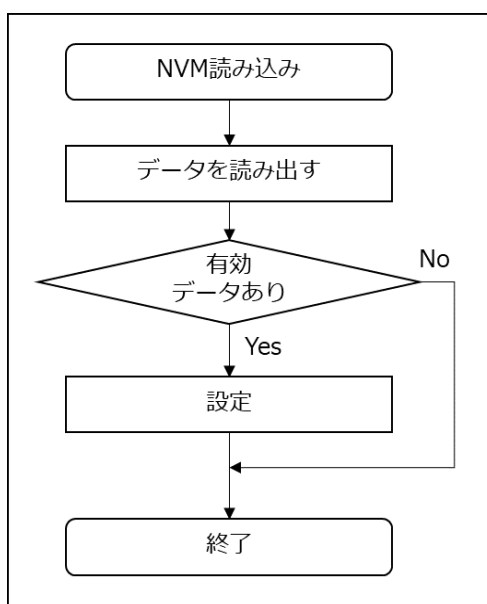 NVM読み込み
データを読み出す
有効
データあり
No
Yes
設定
終了